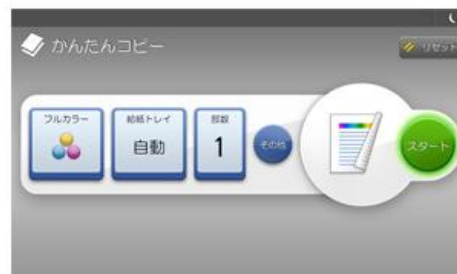 かんたんコピー
リセット
フルカラー
給紙トレイ
部数
自動
1
その他
スタート